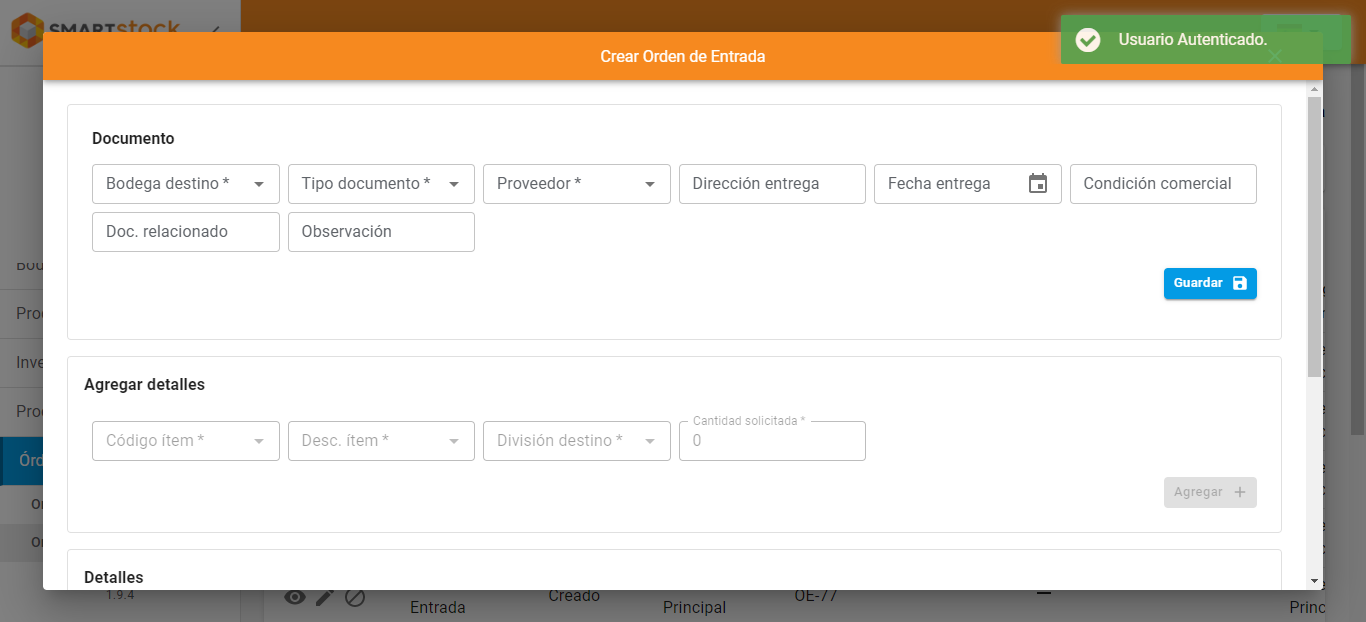 SMARTstock
Usuario Autenticado.
Crear Orden de Entrada
Documento
Bodega destino *
Tipo documento *
Proveedor *
Dirección entrega
Fecha entrega
Condición comercial
Doc. relacionado
Observación
Guardar
Agregar detalles
Código ítem *
Desc. ítem *
División destino *
Cantidad solicitada *
0
Agregar
Detalles
1.9.4
Entrada
Creado
Principal
OE-77